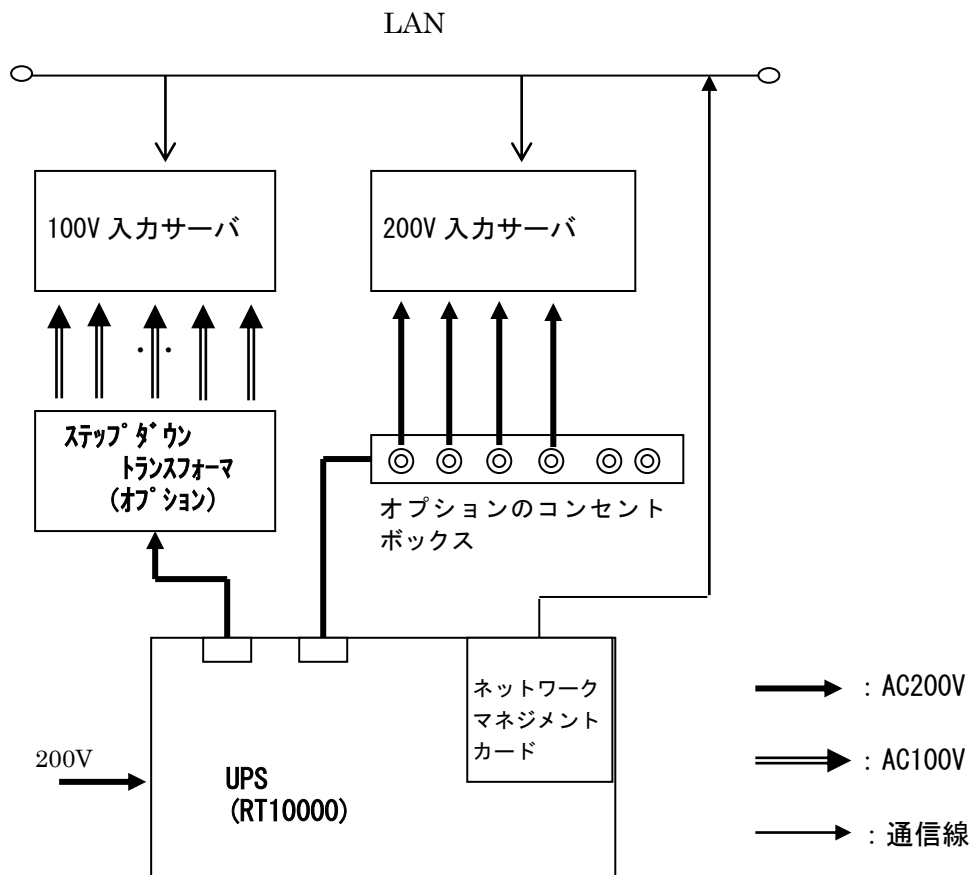 LAN
100V 入力サーバ
200V 入力サーバ
ステップダウン
トランスフォーマ
(オプション)
オプションのコンセント
ボックス
ネットワーク
マネジメント
カード
200V
UPS
(RT10000)
：AC200V
：AC100V
：通信線